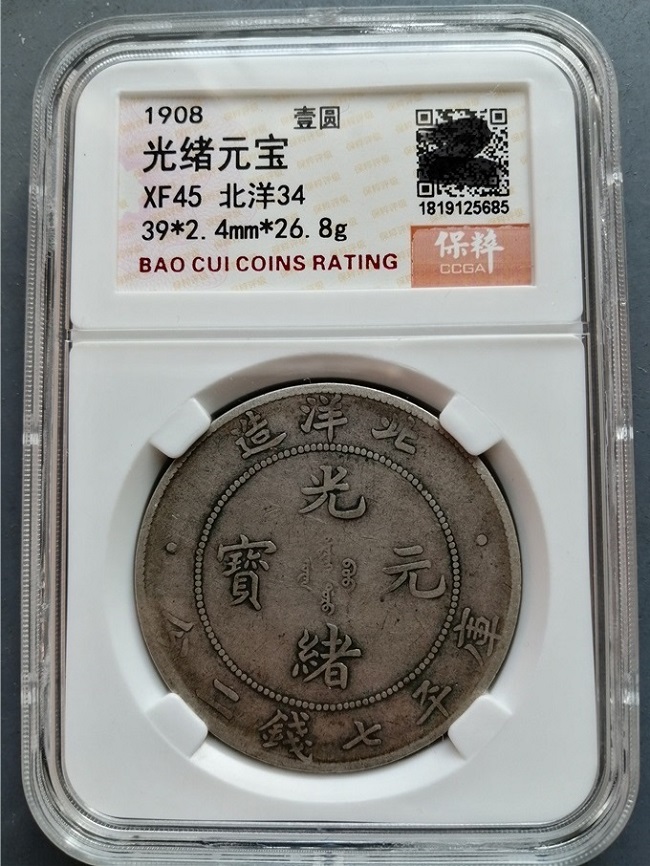 1908 壹圆
光绪元宝
XF45 北洋34
39*2.4mm*26.8g
1819125685
BAO CUI COINS RATING
保粹
CCGA
造洋北
光緒元寶
庫平七錢二分